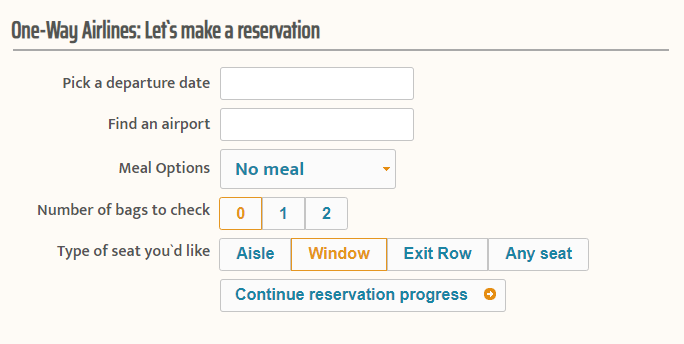 One-Way Airlines: Let`s make a reservation
Pick a departure date
Find an airport
Meal Options No meal
Number of bags to check 0 1 2
Type of seat you`d like Aisle Window Exit Row Any seat
Continue reservation progress